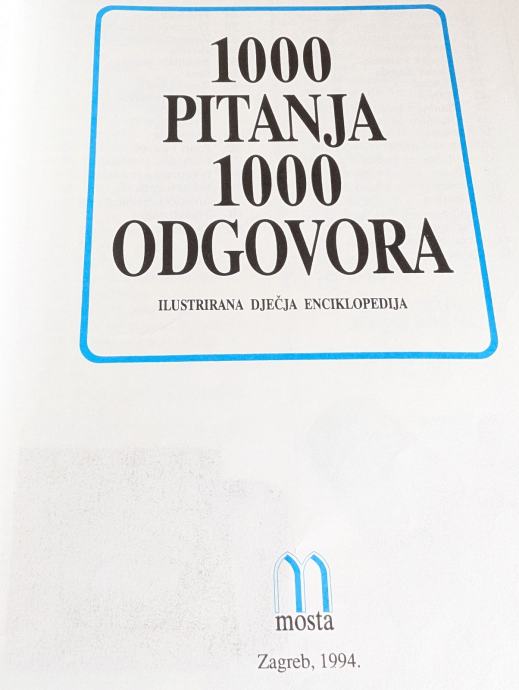 1000
PITANJA
1000
ODGOVORA
ILUSTRIRANA DJEČJA ENCIKLOPEDIJA
mosta
Zagreb, 1994.